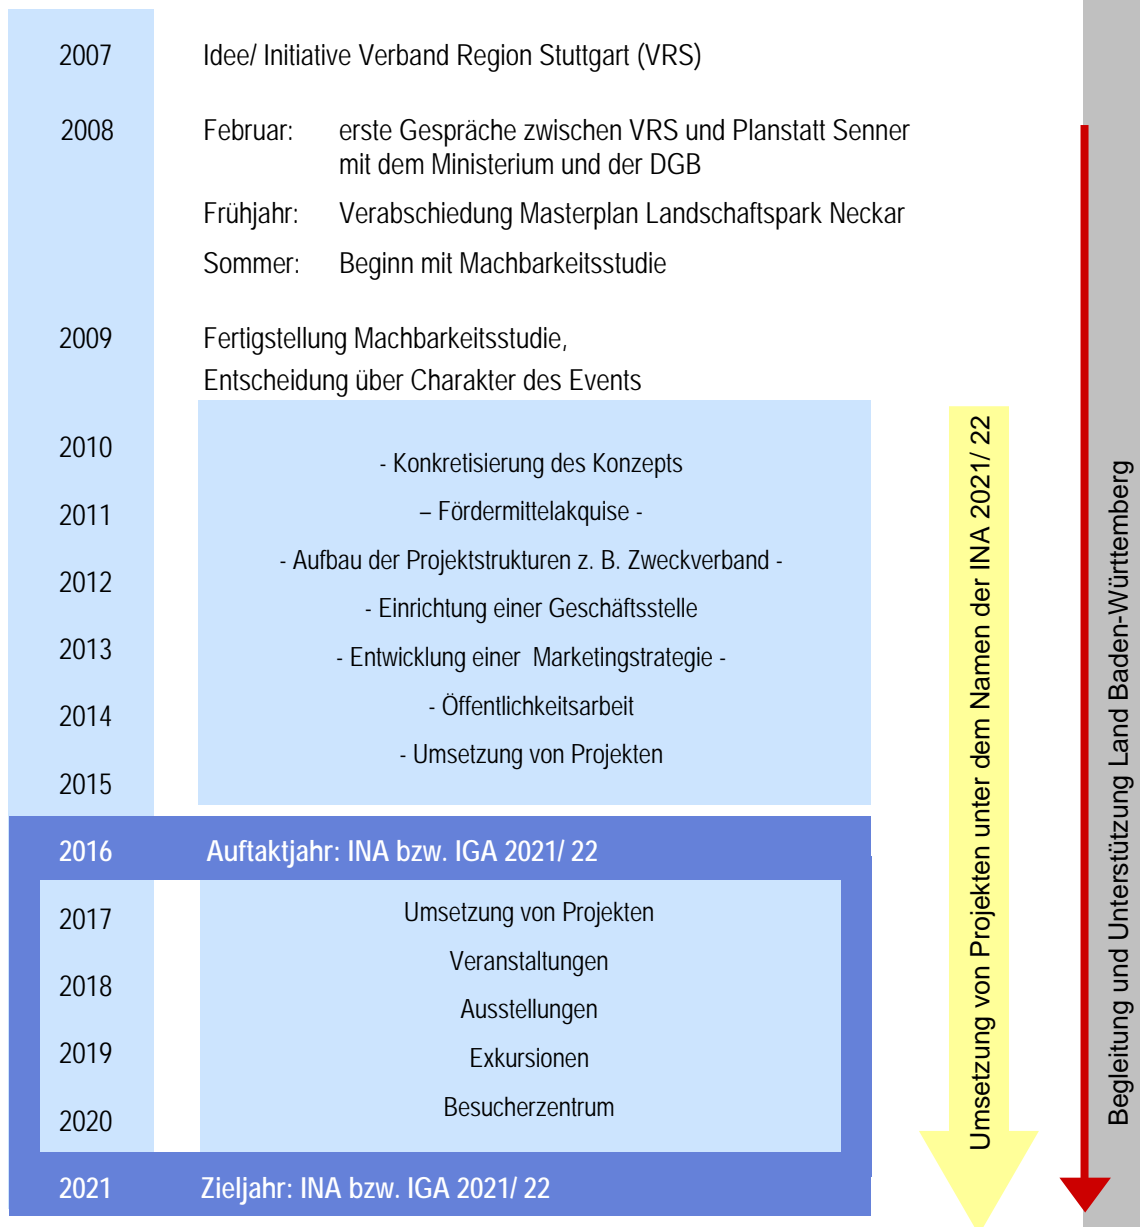 2007 Idee/ Initiative Verband Region Stuttgart (VRS)
2008 Februar: erste Gespräche zwischen VRS und Planstatt Senner
mit dem Ministerium und der DGB
Frühjahr: Verabschiedung Masterplan Landschaftspark Neckar
Sommer: Beginn mit Machbarkeitsstudie
2009 Fertigstellung Machbarkeitsstudie,
Entscheidung über Charakter des Events
2010
- Konkretisierung des Konzepts
2011
– Fördermittelakquise -
- Aufbau der Projektstrukturen z. B. Zweckverband -
2012
- Einrichtung einer Geschäftsstelle
2013
- Entwicklung einer Marketingstrategie -
- Öffentlichkeitsarbeit
2014
- Umsetzung von Projekten
2015
2016 Auftaktjahr: INA bzw. IGA 2021/ 22
2017
Umsetzung von Projekten
Veranstaltungen
2018
Ausstellungen
2019
Exkursionen
Besucherzentrum
2020
2021 Zieljahr: INA bzw. IGA 2021/ 22
Umsetzung von Projekten unter dem Namen der INA 2021/ 22
Begleitung und Unterstützung Land Baden-Württemberg